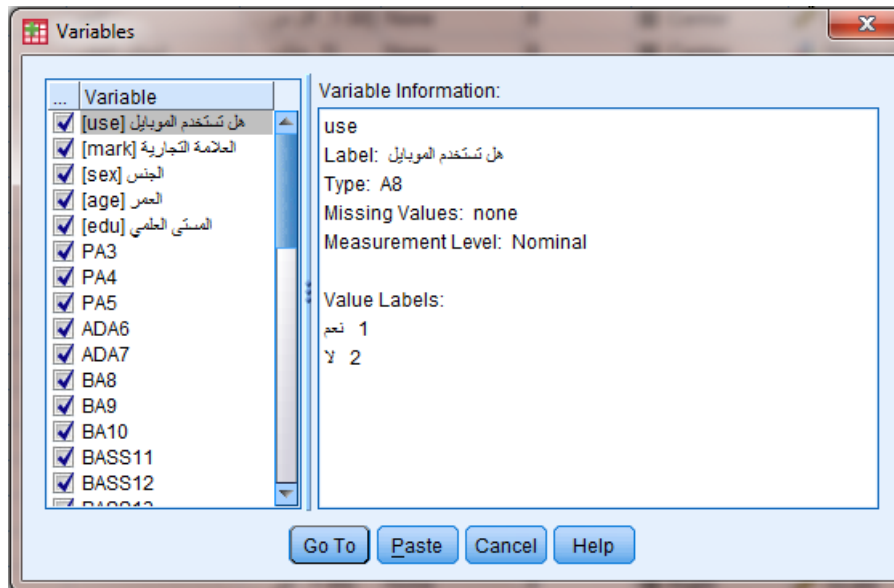 Variables
... Variable
هل تستخدم الموبايل [use]
العلامة التجارية [mark]
الجنس [sex]
العمر [age]
المستى العلمي [edu]
PA3
PA4
PA5
ADA6
ADA7
BA8
BA9
BA10
BASS11
BASS12
Variable Information:
use
Label: هل تستخدم الموبايل
Type: A8
Missing Values: none
Measurement Level: Nominal
Value Labels:
1 نعم
2 لا
Go To Paste Cancel Help